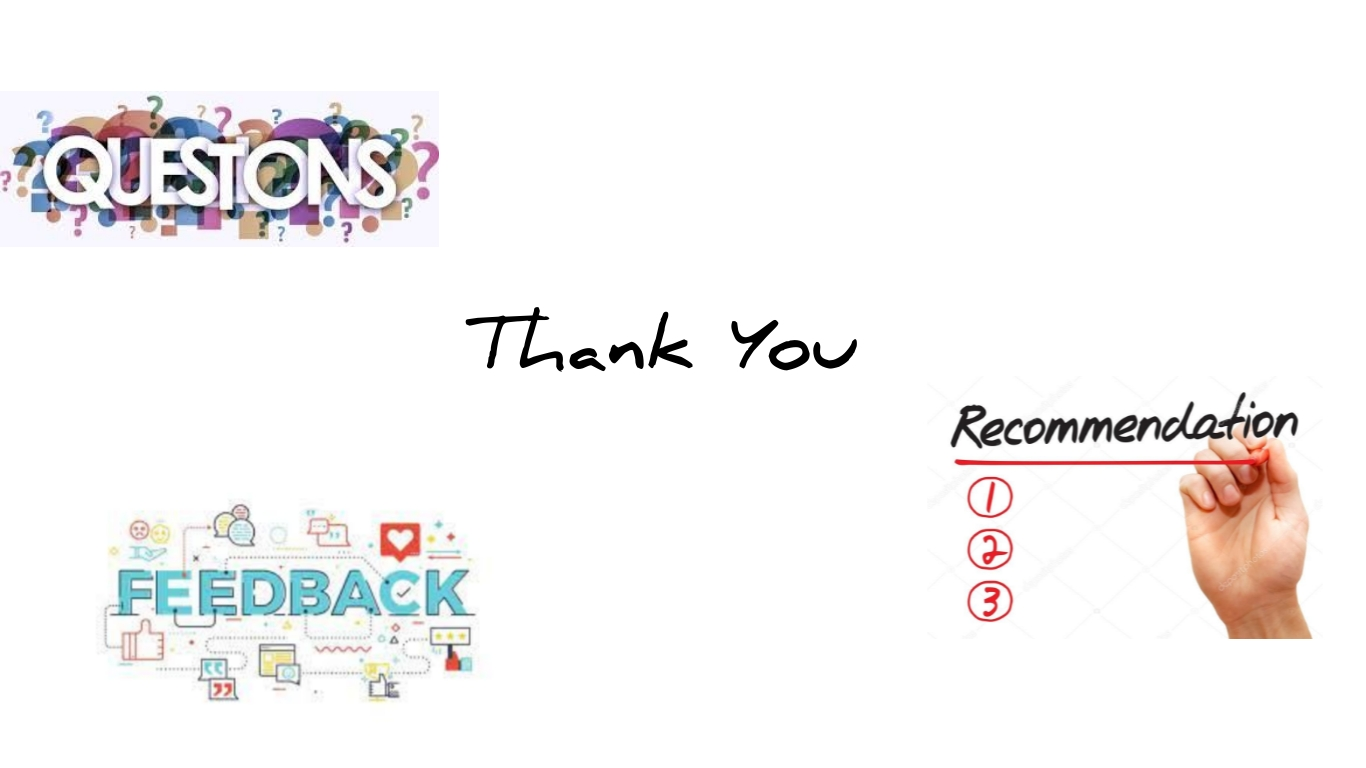 QUESTIONS
Thank You
Recommendation
1
2
3
FEEDBACK